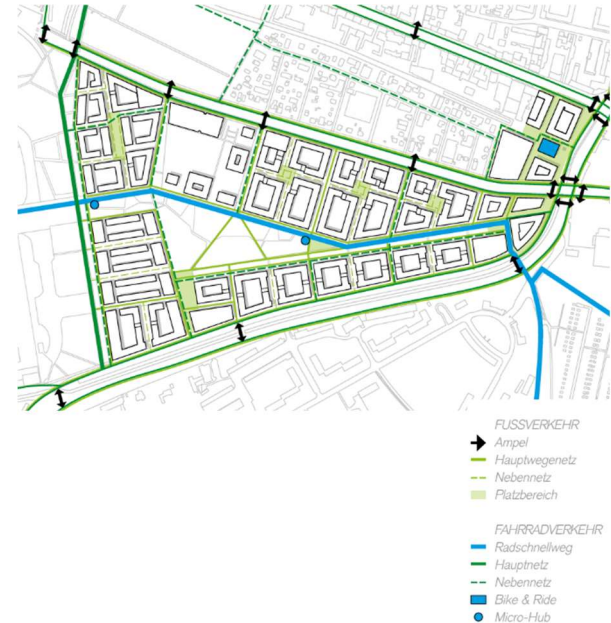 FUSSVERKEHR
Ampel
Hauptwegenetz
Nebennetz
Platzbereich
FAHRRADVERKEHR
Radschnellweg
Hauptnetz
Nebennetz
Bike & Ride
Micro-Hub